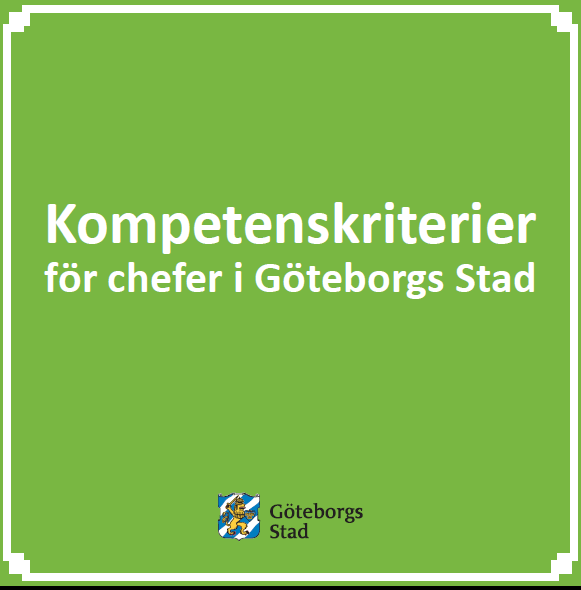 Kompetenskriterier
för chefer i Göteborgs Stad
Göteborgs
Stad